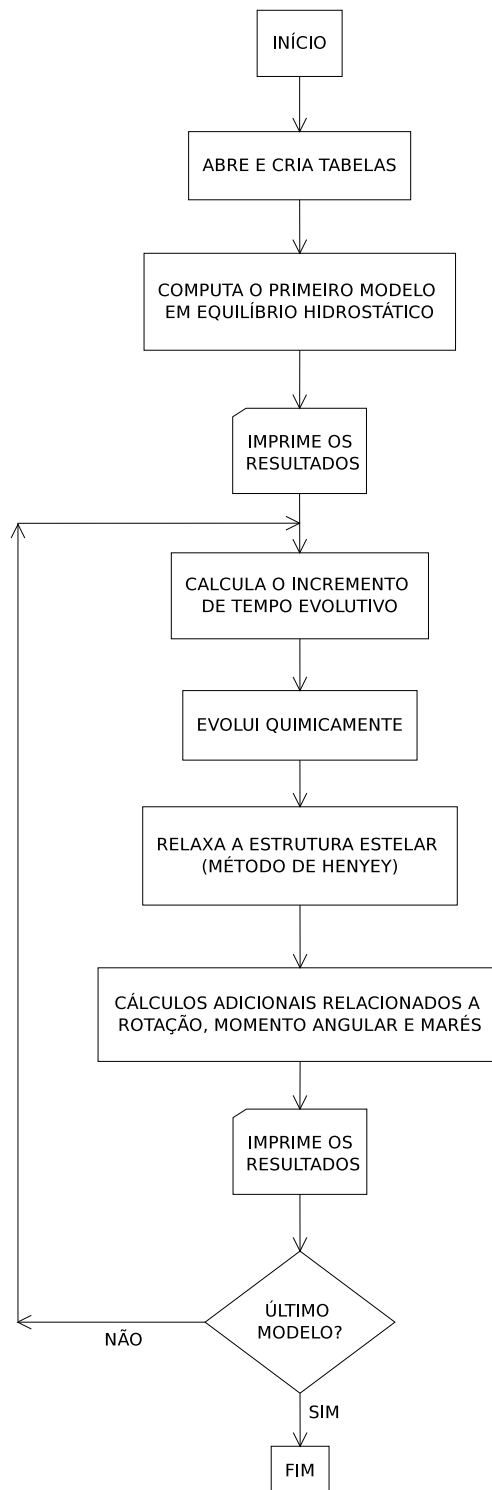 INÍCIO
ABRE E CRIA TABELAS
COMPUTA O PRIMEIRO MODELO
EM EQUILÍBRIO HIDROSTÁTICO
IMPRIME OS
RESULTADOS
CALCULA O INCREMENTO
DE TEMPO EVOLUTIVO
EVOLUI QUIMICAMENTE
RELAXA A ESTRUTURA ESTELAR
(MÉTODO DE HENYEY)
CÁLCULOS ADICIONAIS RELACIONADOS A
ROTAÇÃO, MOMENTO ANGULAR E MARÉS
IMPRIME OS
RESULTADOS
ÚLTIMO
MODELO?
NÃO
SIM
FIM